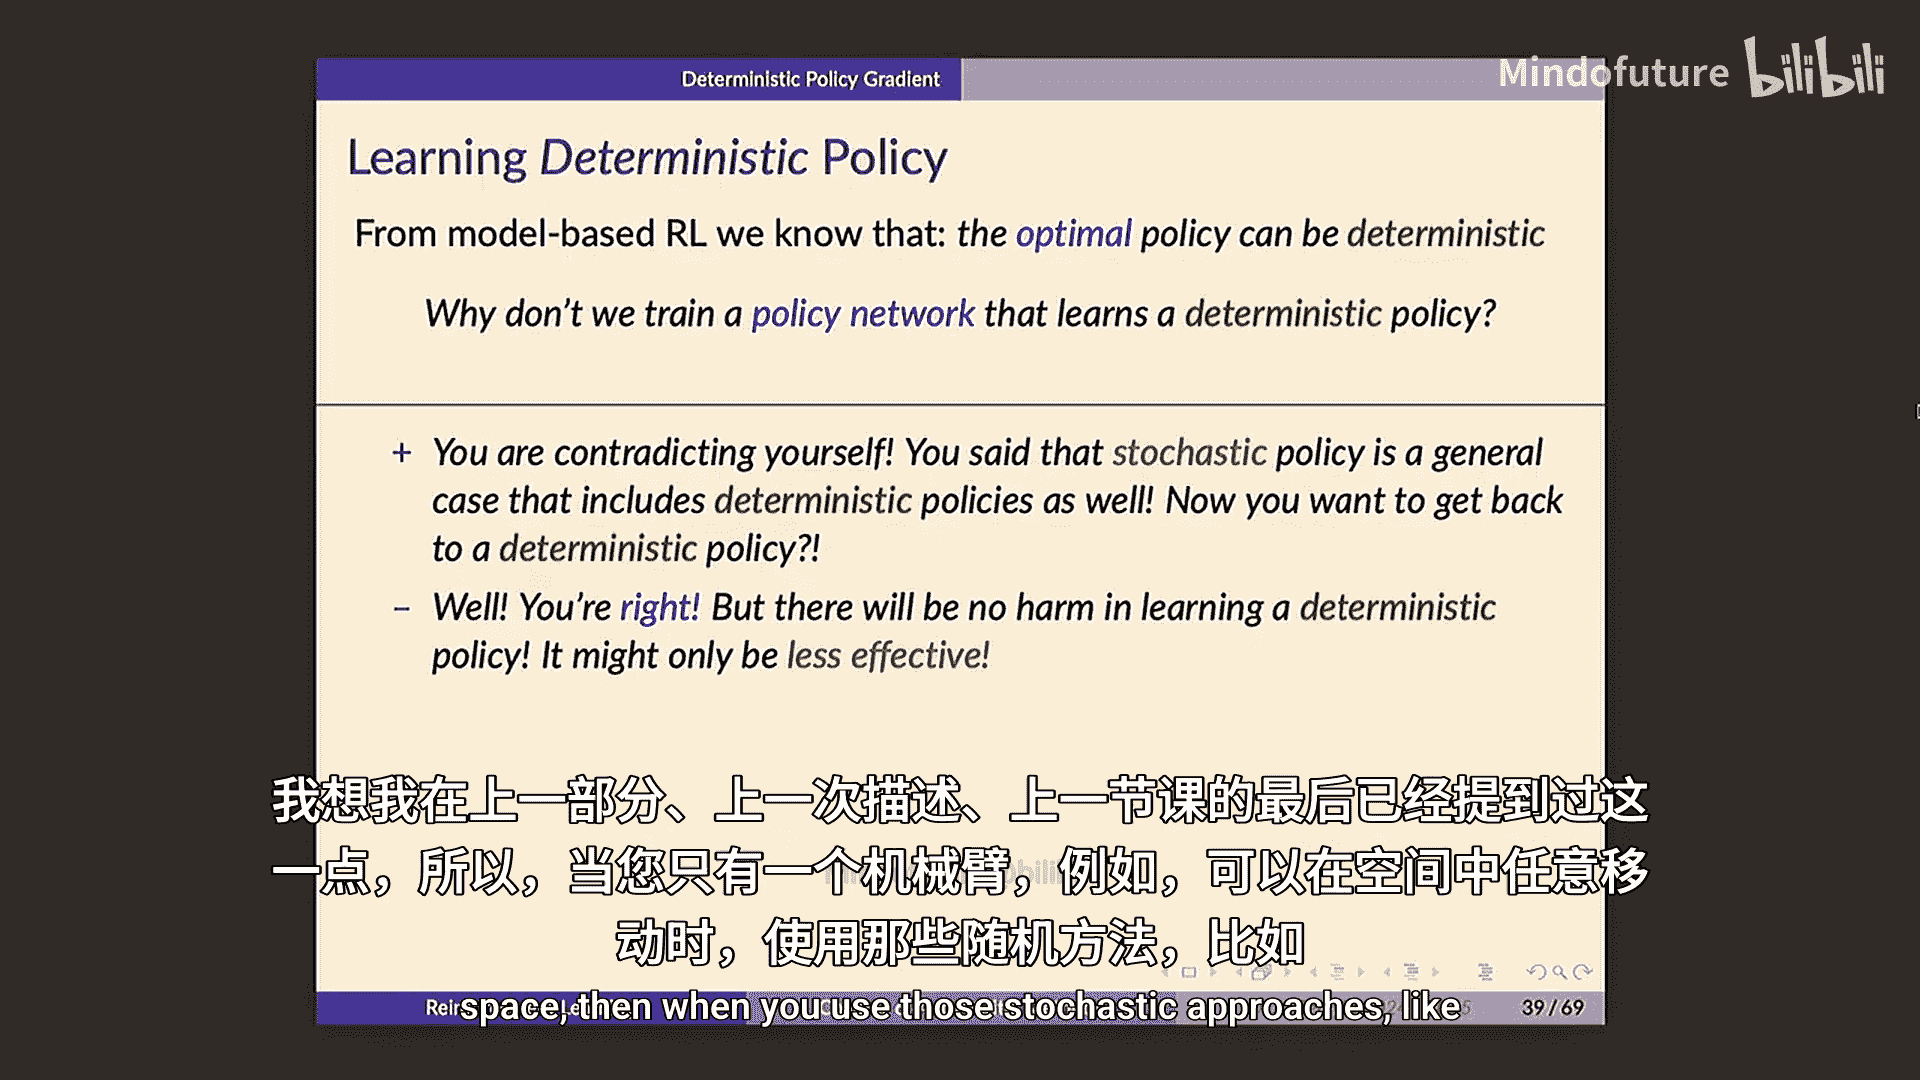 Deterministic Policy Gradient
Mindofuture bilibili
Learning Deterministic Policy
From model-based RL we know that: the optimal policy can be deterministic
Why don't we train a policy network that learns a deterministic policy?
+ You are contradicting yourself! You said that stochastic policy is a general
case that includes deterministic policies as well! Now you want to get back
to a deterministic policy?!
– Well! You're right! But there will be no harm in learning a deterministic
policy! It might only be less effective!
我想我在上一部分、上一次描述、上一节课的最后已经提到过这
一点，所以，当您只有一个机械臂，例如，可以在空间中任意移
动时，使用那些随机方法，比如
space, then when you use those stochastic approaches, like
39/69